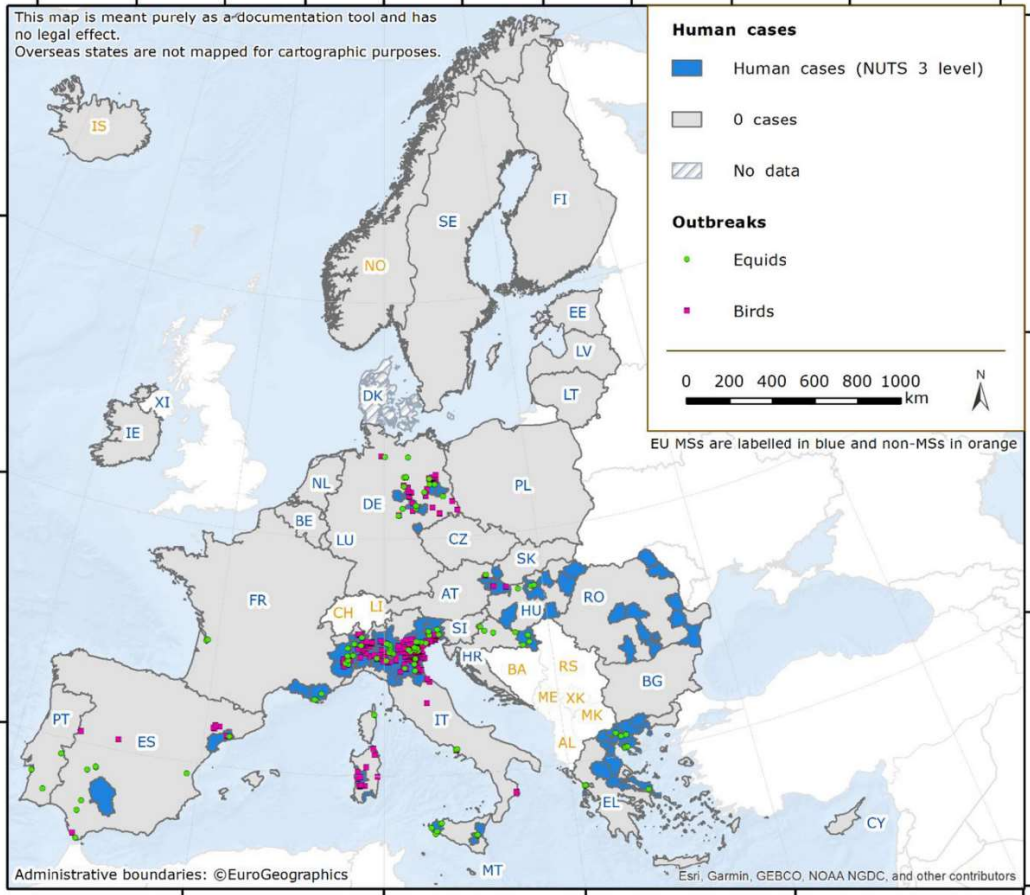 This map is meant purely as a documentation tool and has
no legal effect.
Overseas states are not mapped for cartographic purposes.
Human cases
Human cases (NUTS 3 level)
0 cases
No data
Outbreaks
Equids
Birds
0 200 400 600 800 1000
km
N
EU MSs are labelled in blue and non-MSs in orange
IS
FI
SE
NO
EE
LV
LT
DK
XI
IE
NL
PL
DE
BE
LU
CZ
SK
AT
FR
CH
LI
HU
RO
SI
HR
BA
RS
BG
ME
XK
MK
PT
IT
ES
AL
EL
CY
MT
Administrative boundaries: ©EuroGeographics
Esri, Garmin, GEBCO, NOAA NGDC, and other contributors